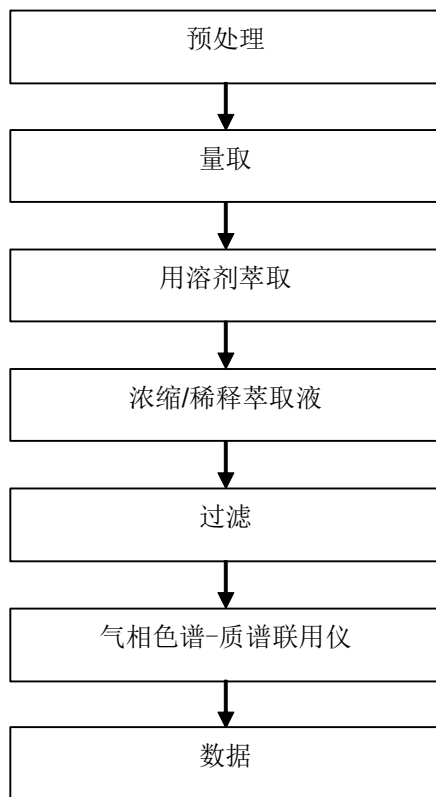 预处理
量取
用溶剂萃取
浓缩/稀释萃取液
过滤
气相色谱-质谱联用仪
数据